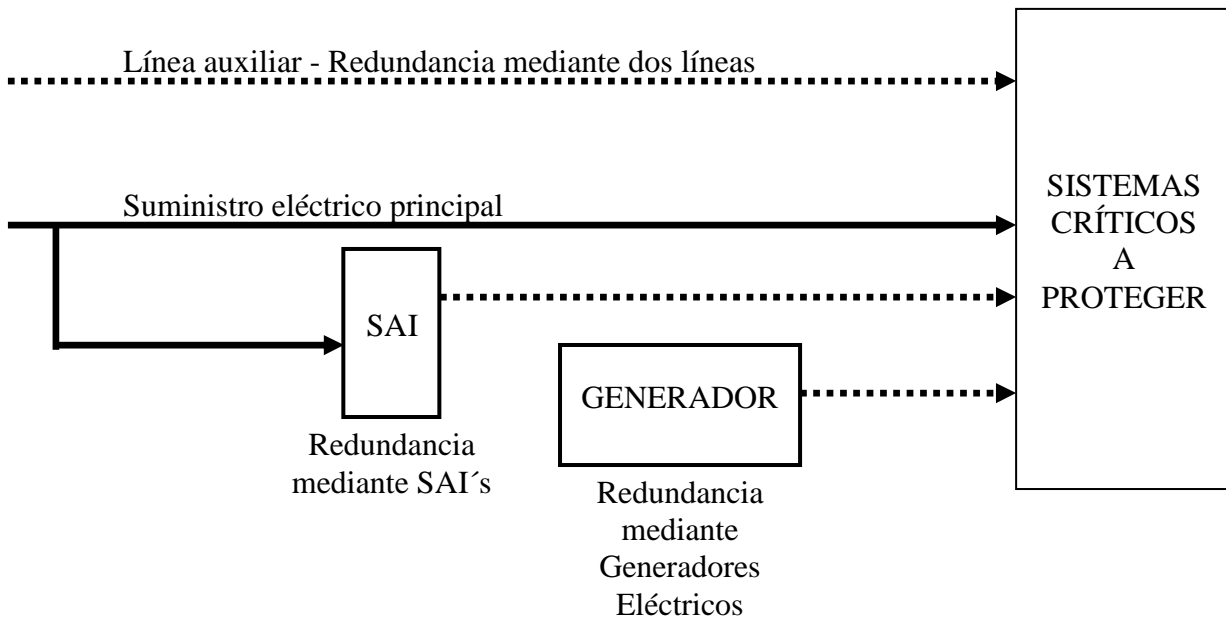 Línea auxiliar - Redundancia mediante dos líneas
Suministro eléctrico principal
SAI
Redundancia
mediante SAI´s
GENERADOR
Redundancia
mediante
Generadores
Eléctricos
SISTEMAS
CRÍTICOS
A
PROTEGER